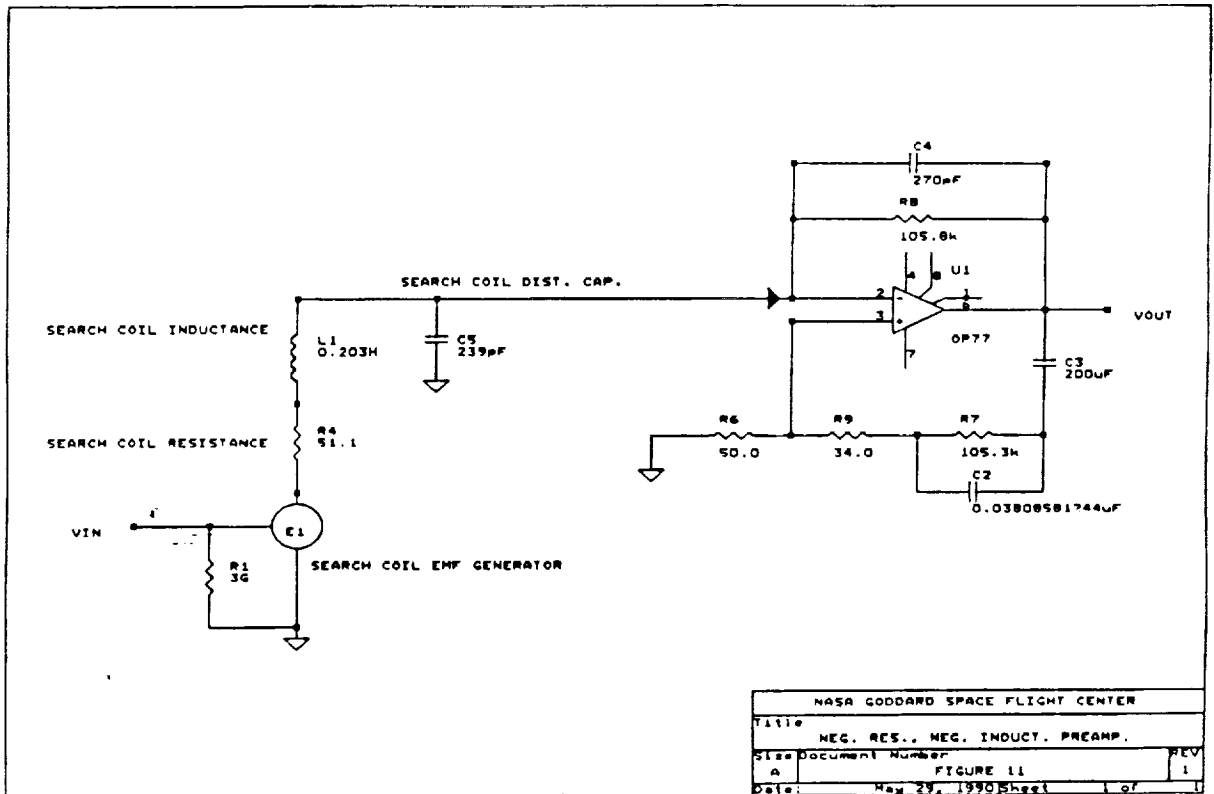 C4
270pF
R8
105.8k
SEARCH COIL DIST. CAP.
4
8
U1
2
-
1
6
3
+
VOUT
OP77
7
SEARCH COIL INDUCTANCE
L1
0.203H
C5
239pF
C3
200uF
R6
R9
R7
SEARCH COIL RESISTANCE
R4
51.1
50.0
34.0
105.3k
C2
0.03808581744uF
VIN
E1
R1
3G
SEARCH COIL EMF GENERATOR
NASA GODDARD SPACE FLIGHT CENTER
Title
NEG. RES., NEG. INDUCT. PREAMP.
Size Document Number REV
A FIGURE 11 1
Date: May 29, 1990 Sheet 1 of 1